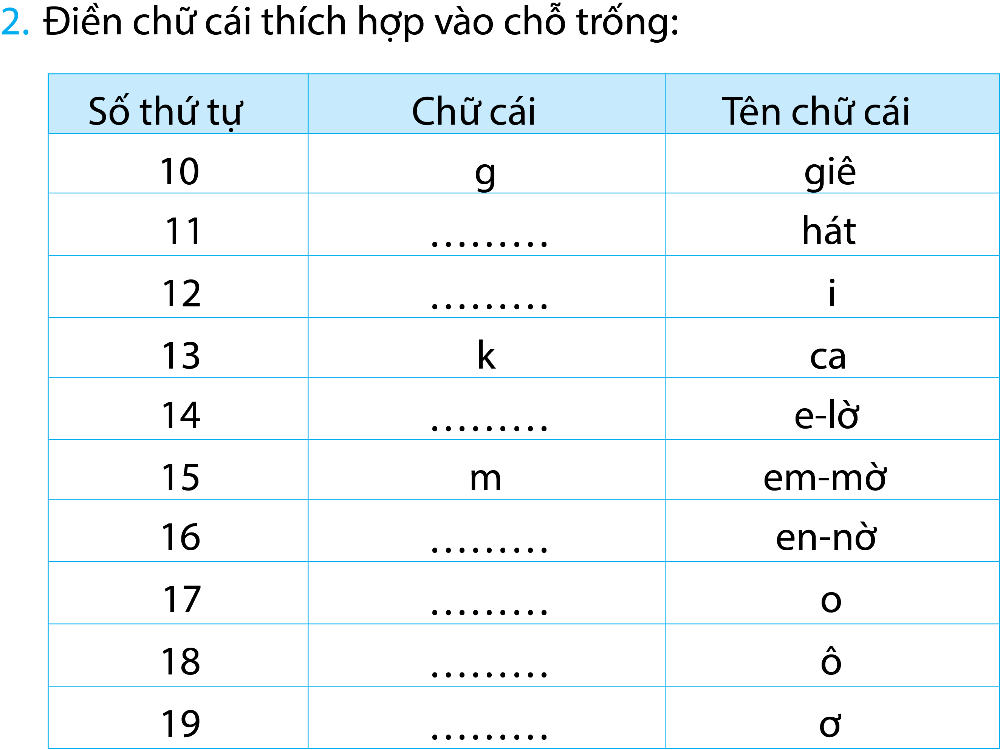 2. Điền chữ cái thích hợp vào chỗ trống:
Số thứ tự Chữ cái Tên chữ cái
10 g giê
11 ......... hát
12 ......... i
13 k ca
14 ......... e-lờ
15 m em-mờ
16 ......... en-nờ
17 ......... o
18 ......... ô
19 ......... ơ